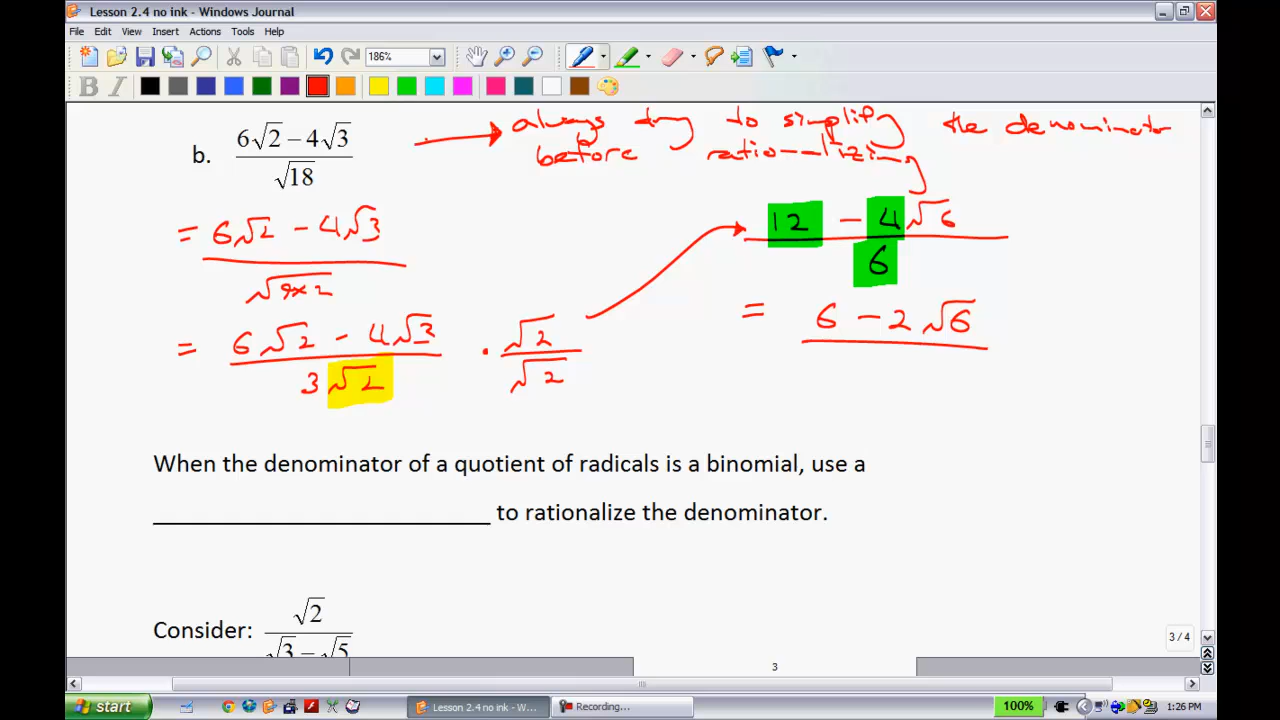 Lesson 2.4 no ink - Windows Journal
File Edit View Insert Actions Tools Help
186%
B I
always try to simplify the denominator
before rationalizing
b. (6√2 − 4√3)/√18
= (6√2 − 4√3)/√(9×2)
= (6√2 − 4√3)/(3√2) · √2/√2
(12 − 4√6)/6
= 6 − 2√6
When the denominator of a quotient of radicals is a binomial, use a
______________________ to rationalize the denominator.
Consider: √2/(√3 − √5)
3/4
3
start
Lesson 2.4 no ink - W...
Recording...
100%
1:26 PM